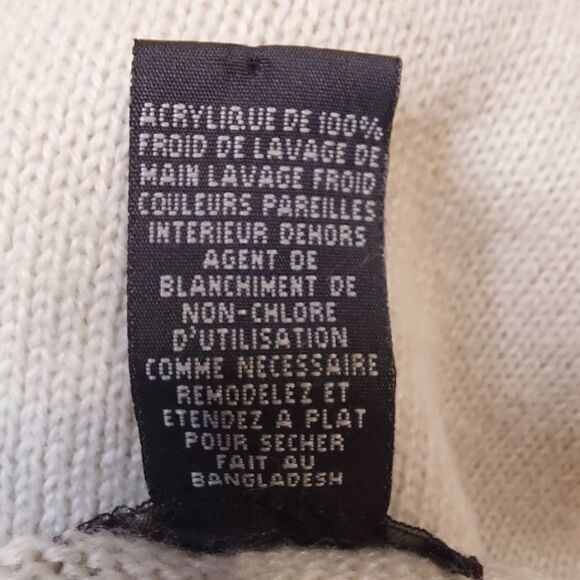 ACRYLIQUE DE 100%
FROID DE LAVAGE DE
MAIN LAVAGE FROID
COULEURS PAREILLES
INTERIEUR DEHORS
AGENT DE
BLANCHIMENT DE
NON-CHLORE
D'UTILISATION
COMME NECESSAIRE
REMODELEZ ET
ETENDEZ A PLAT
POUR SECHER
FAIT AU
BANGLADESH